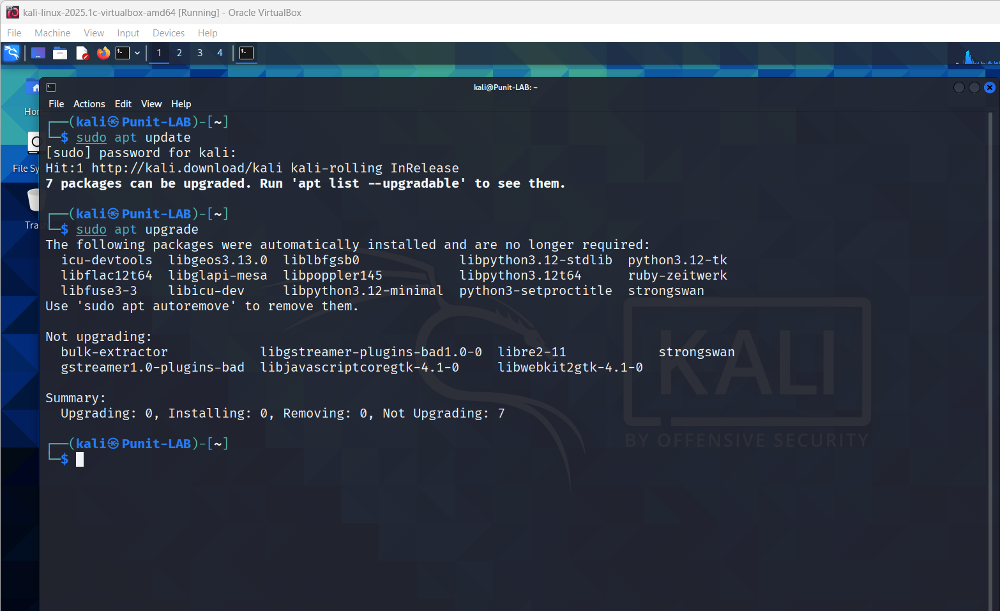 kali-linux-2025.1c-virtualbox-amd64 [Running] - Oracle VirtualBox
File Machine View Input Devices Help
1 2 3 4
kali@Punit-LAB: ~
File Actions Edit View Help
Home
File Sy
Tra
┌──(kali㉿Punit-LAB)-[~]
└─$ sudo apt update
[sudo] password for kali:
Hit:1 http://kali.download/kali kali-rolling InRelease
7 packages can be upgraded. Run 'apt list --upgradable' to see them.
┌──(kali㉿Punit-LAB)-[~]
└─$ sudo apt upgrade
The following packages were automatically installed and are no longer required:
icu-devtools libgeos3.13.0 liblbfgsb0 libpython3.12-stdlib python3.12-tk
libflac12t64 libglapi-mesa libpoppler145 libpython3.12t64 ruby-zeitwerk
libfuse3-3 libicu-dev libpython3.12-minimal python3-setproctitle strongswan
Use 'sudo apt autoremove' to remove them.
Not upgrading:
bulk-extractor libgstreamer-plugins-bad1.0-0 libre2-11 strongswan
gstreamer1.0-plugins-bad libjavascriptcoregtk-4.1-0 libwebkit2gtk-4.1-0
Summary:
Upgrading: 0, Installing: 0, Removing: 0, Not Upgrading: 7
┌──(kali㉿Punit-LAB)-[~]
└─$
KALI
BY OFFENSIVE SECURITY